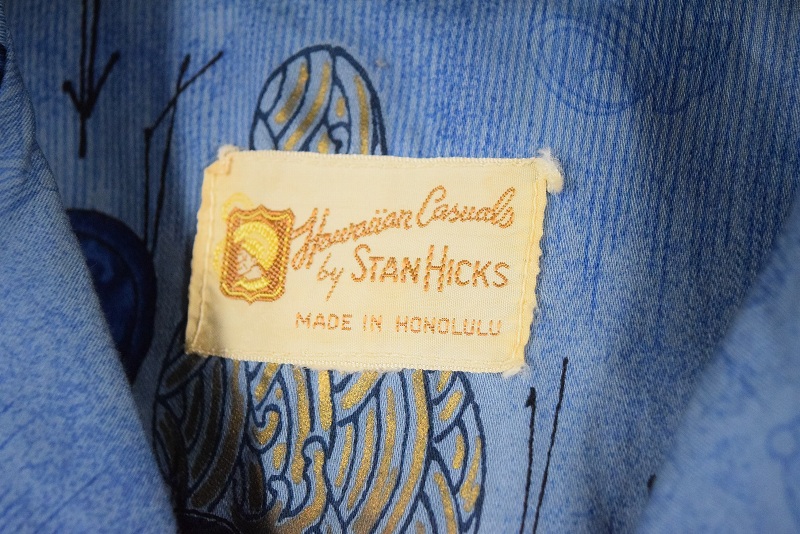 Hawaiian Casuals
by STAN HICKS
MADE IN HONOLULU